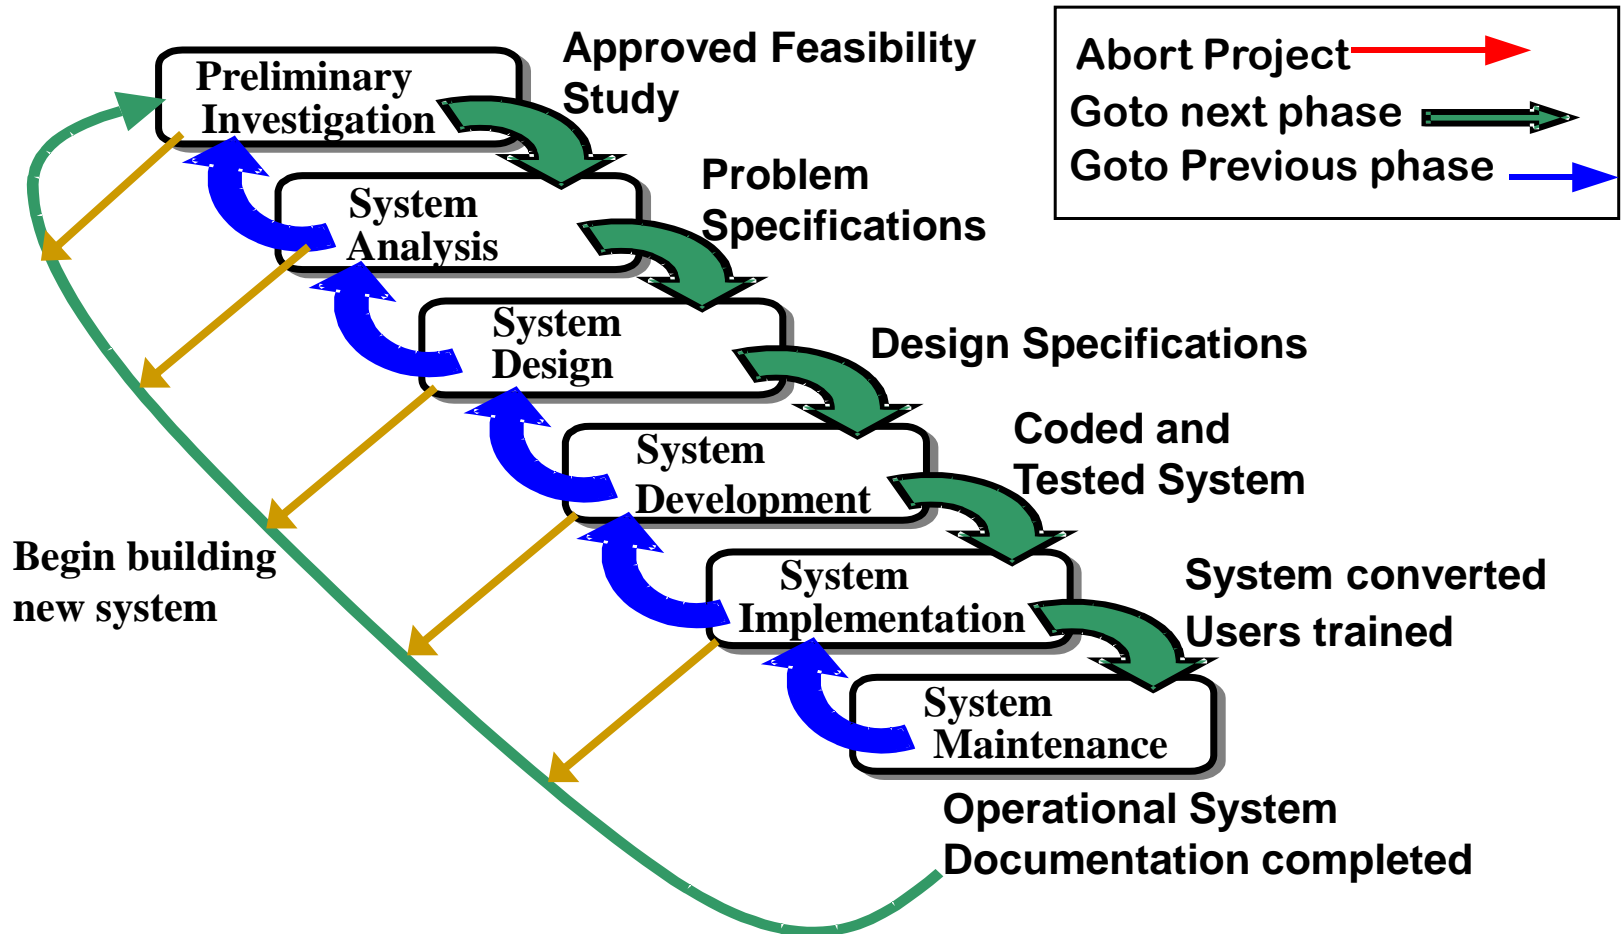 Preliminary
Investigation
Approved Feasibility
Study
Abort Project
Goto next phase
Goto Previous phase
System
Analysis
Problem
Specifications
System
Design
Design Specifications
System
Development
Coded and
Tested System
Begin building
new system
System
Implementation
System converted
Users trained
System
Maintenance
Operational System
Documentation completed